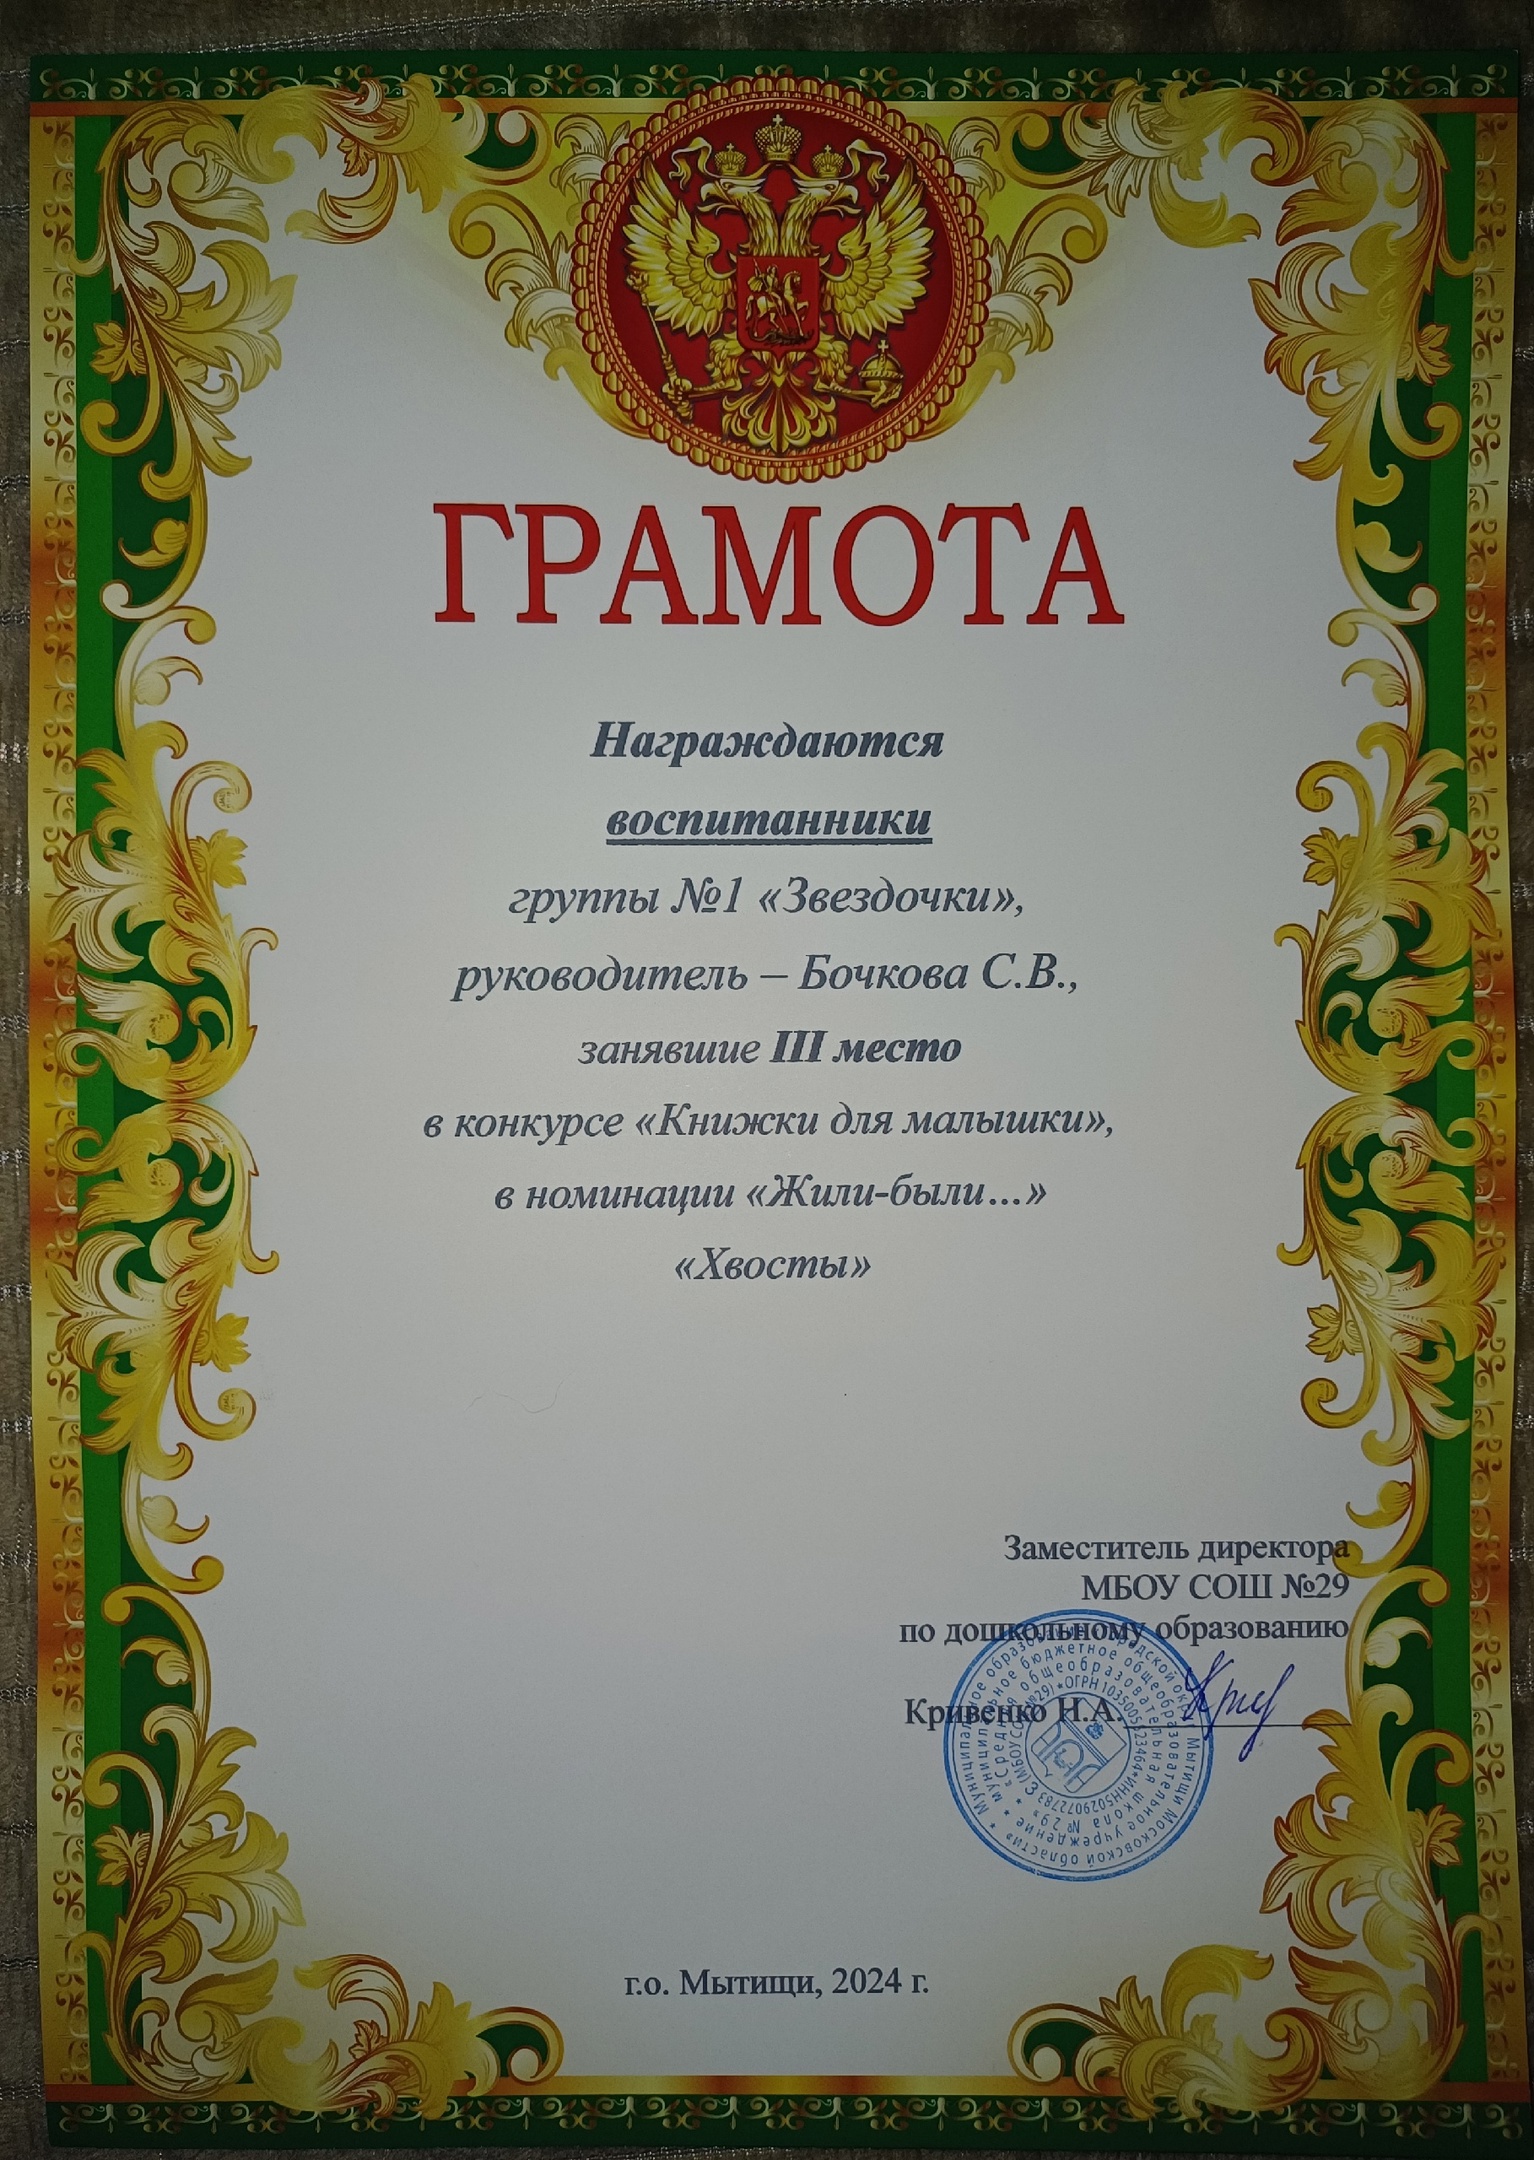 ГРАМОТА
Награждаются
воспитанники
группы №1 «Звездочки»,
руководитель – Бочкова С.В.,
занявшие III место
в конкурсе «Книжки для малышки»,
в номинации «Жили-были...»
«Хвосты»
Заместитель директора
МБОУ СОШ №29
по дошкольному образованию
Кривенко Н.А.
г.о. Мытищи, 2024 г.